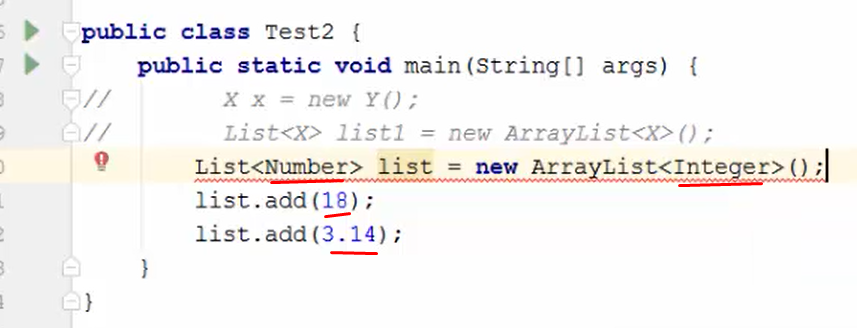 public class Test2 {
public static void main(String[] args) {
// X x = new Y();
// List<X> list1 = new ArrayList<X>();
List<Number> list = new ArrayList<Integer>();
list.add(18);
list.add(3.14);
}
}